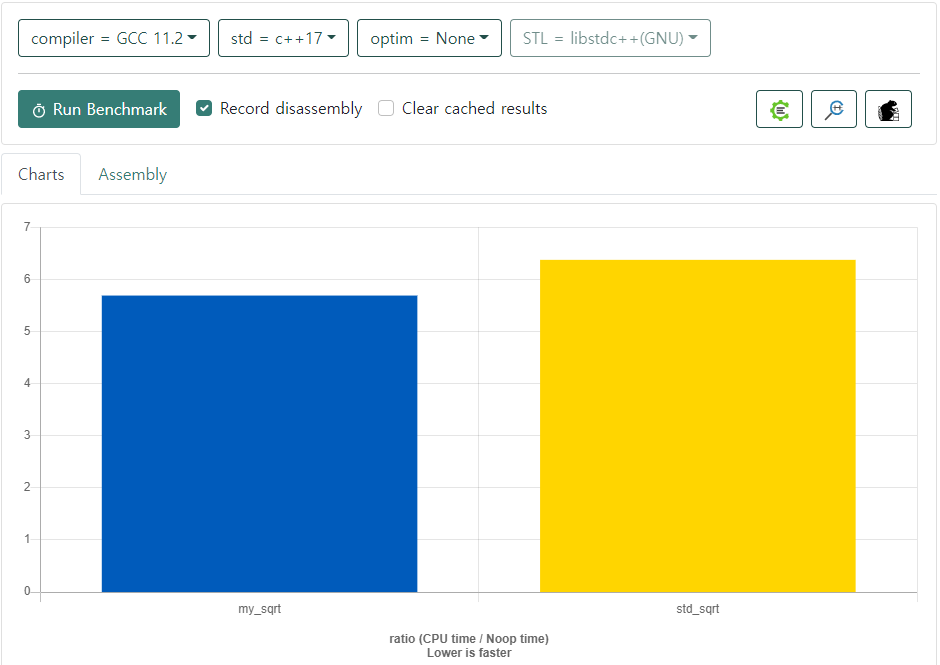 compiler = GCC 11.2 std = c++17 optim = None STL = libstdc++(GNU)
Run Benchmark Record disassembly Clear cached results
Charts Assembly
7
6
5
4
3
2
1
0
my_sqrt std_sqrt
ratio (CPU time / Noop time)
Lower is faster